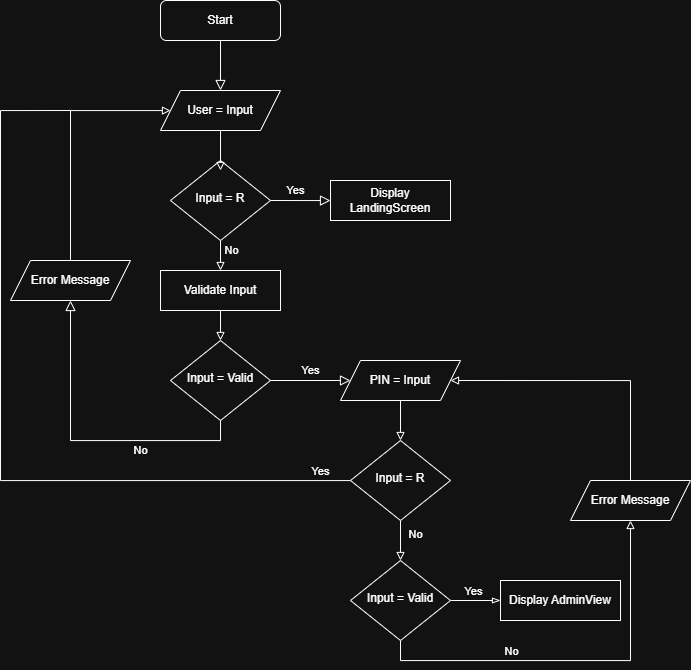 Start
User = Input
Input = R
Yes
Display
LandingScreen
No
Error Message
Validate Input
Input = Valid
Yes
PIN = Input
No
Yes
Input = R
Error Message
No
Input = Valid
Yes
Display AdminView
No